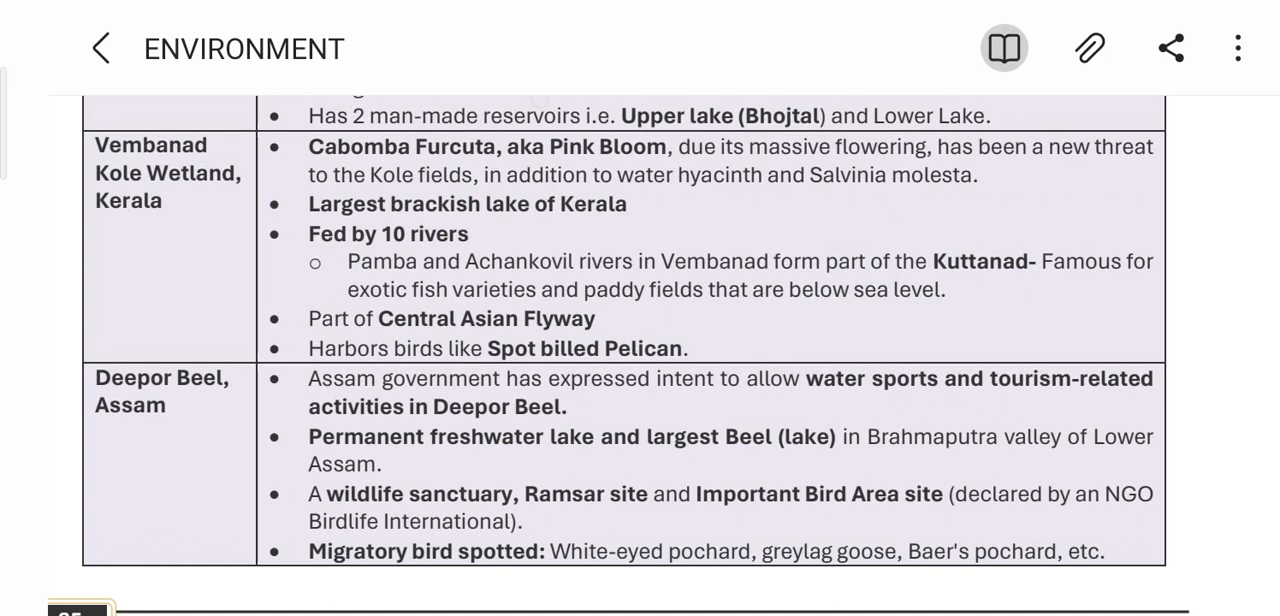 ENVIRONMENT
• Has 2 man-made reservoirs i.e. Upper lake (Bhojtal) and Lower Lake.
Vembanad
Kole Wetland,
Kerala
• Cabomba Furcuta, aka Pink Bloom, due its massive flowering, has been a new threat
to the Kole fields, in addition to water hyacinth and Salvinia molesta.
• Largest brackish lake of Kerala
• Fed by 10 rivers
o Pamba and Achankovil rivers in Vembanad form part of the Kuttanad- Famous for
exotic fish varieties and paddy fields that are below sea level.
• Part of Central Asian Flyway
• Harbors birds like Spot billed Pelican.
Deepor Beel,
Assam
• Assam government has expressed intent to allow water sports and tourism-related
activities in Deepor Beel.
• Permanent freshwater lake and largest Beel (lake) in Brahmaputra valley of Lower
Assam.
• A wildlife sanctuary, Ramsar site and Important Bird Area site (declared by an NGO
Birdlife International).
• Migratory bird spotted: White-eyed pochard, greylag goose, Baer's pochard, etc.